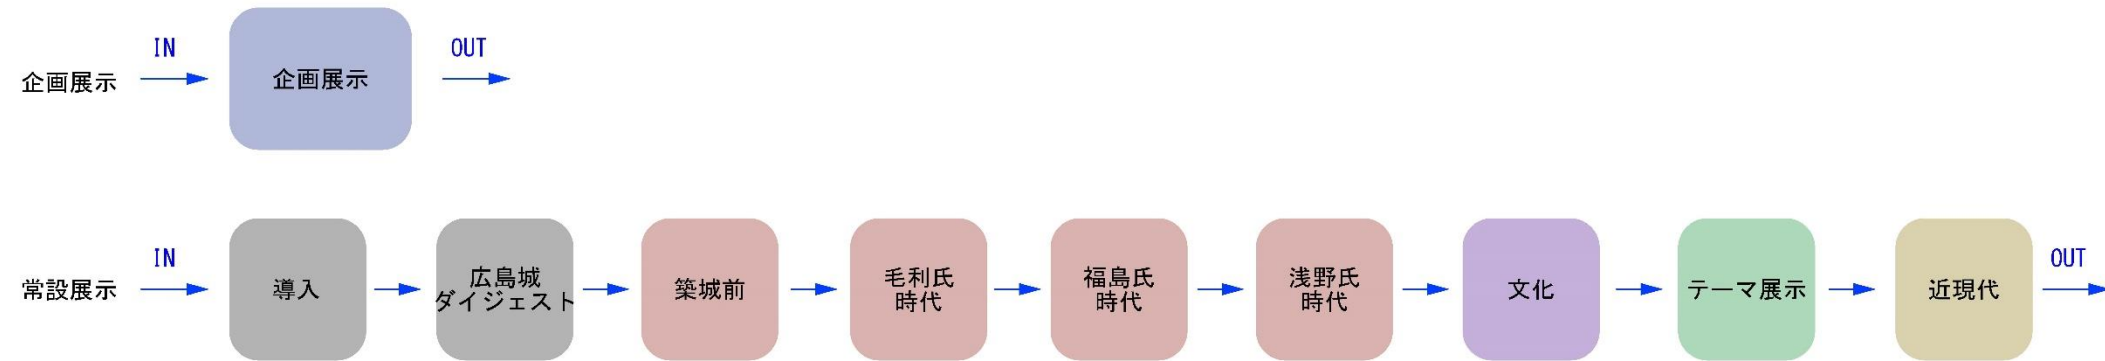 IN
OUT
企画展示
企画展示
IN
OUT
常設展示
導入
広島城
ダイジェスト
築城前
毛利氏
時代
福島氏
時代
浅野氏
時代
文化
テーマ展示
近現代